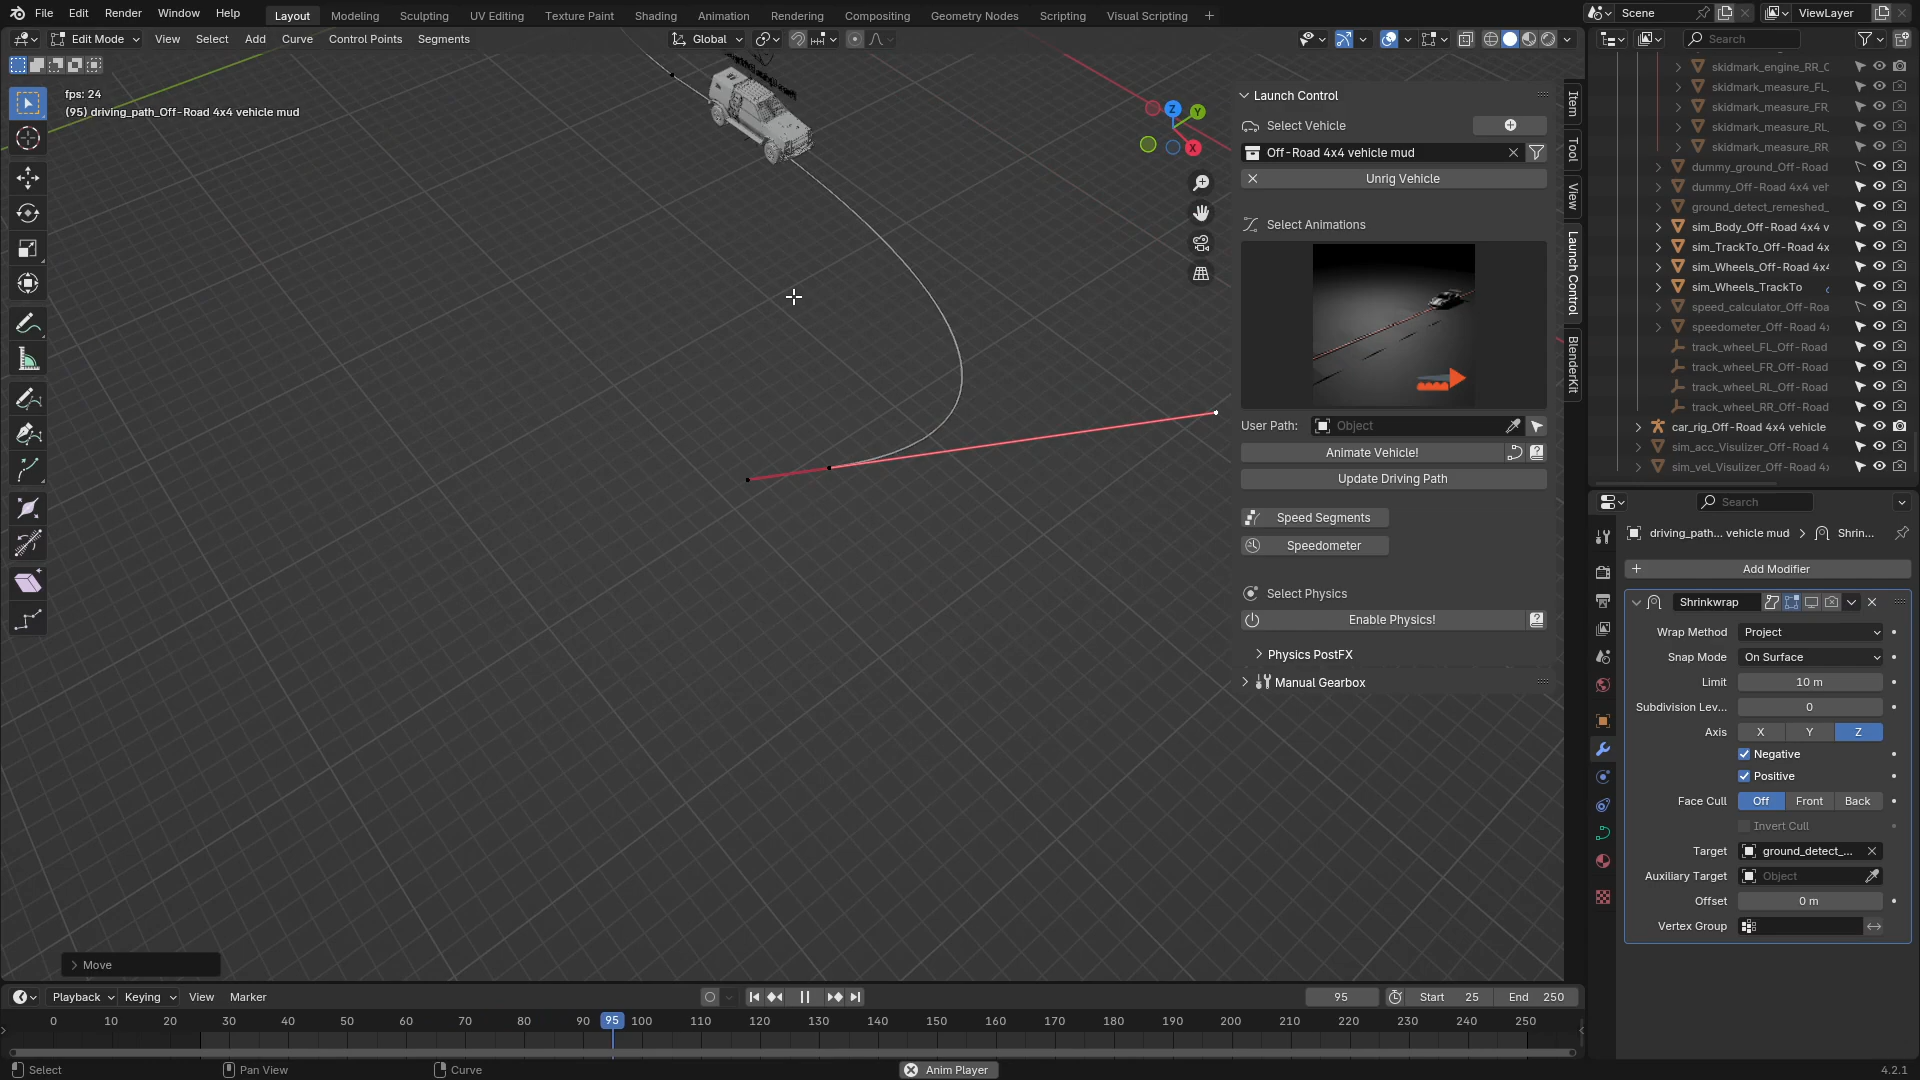 File Edit Render Window Help
Layout Modeling Sculpting UV Editing Texture Paint Shading Animation Rendering Compositing Geometry Nodes Scripting Visual Scripting +
Scene
ViewLayer
Edit Mode View Select Add Curve Control Points Segments
Global
Search
fps: 24
(95) driving_path_Off-Road 4x4 vehicle mud
Z
Y
X
Launch Control
Select Vehicle
Off-Road 4x4 vehicle mud
Unrig Vehicle
Select Animations
User Path: Object
Animate Vehicle!
Update Driving Path
Speed Segments
Speedometer
Select Physics
Enable Physics!
Physics PostFX
Manual Gearbox
Item
Tool
View
Launch Control
BlenderKit
skidmark_engine_RR_C
skidmark_measure_FL_
skidmark_measure_FR_
skidmark_measure_RL_
skidmark_measure_RR_
dummy_ground_Off-Road
dummy_Off-Road 4x4 veh
ground_detect_remeshed_
sim_Body_Off-Road 4x4 v
sim_TrackTo_Off-Road 4x
sim_Wheels_Off-Road 4x4
sim_Wheels_TrackTo
speed_calculator_Off-Roa
speedometer_Off-Road 4x
track_wheel_FL_Off-Road
track_wheel_FR_Off-Road
track_wheel_RL_Off-Road
track_wheel_RR_Off-Road
car_rig_Off-Road 4x4 vehicle
sim_acc_Visulizer_Off-Road 4
sim_vel_Visulizer_Off-Road 4x
Search
driving_path... vehicle mud > Shrin...
+ Add Modifier
Shrinkwrap
Wrap Method Project
Snap Mode On Surface
Limit 10 m
Subdivision Lev... 0
Axis X Y Z
Negative
Positive
Face Cull Off Front Back
Invert Cull
Target ground_detect_...
Auxiliary Target Object
Offset 0 m
Vertex Group
> Move
Playback Keying View Marker
95 Start 25 End 250
0 10 20 30 40 50 60 70 80 90 95 100 110 120 130 140 150 160 170 180 190 200 210 220 230 240 250
Select Pan View Curve Anim Player 4.2.1